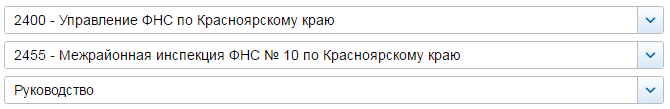 2400 - Управление ФНС по Красноярскому краю
2455 - Межрайонная инспекция ФНС № 10 по Красноярскому краю
Руководство